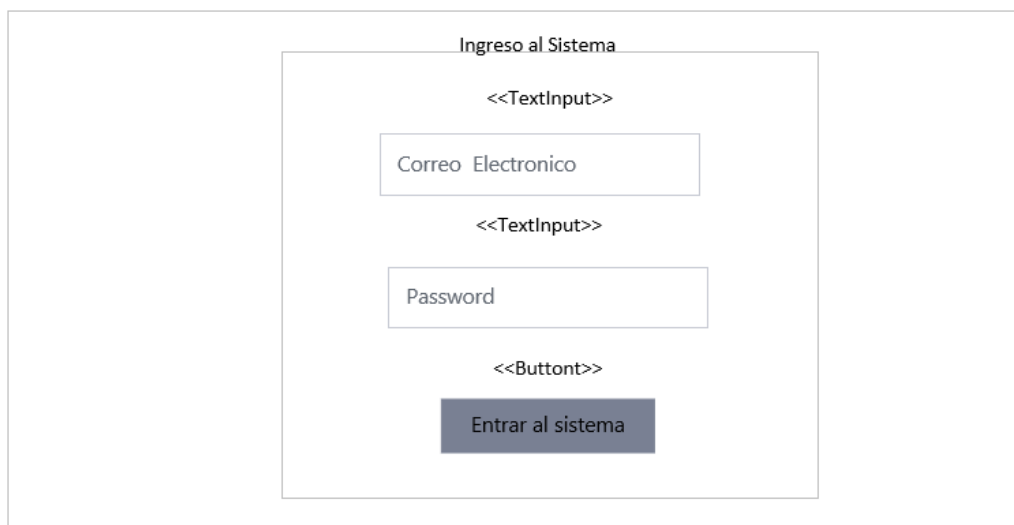 Ingreso al Sistema
<<TextInput>>
Correo Electronico
<<TextInput>>
Password
<<Buttont>>
Entrar al sistema